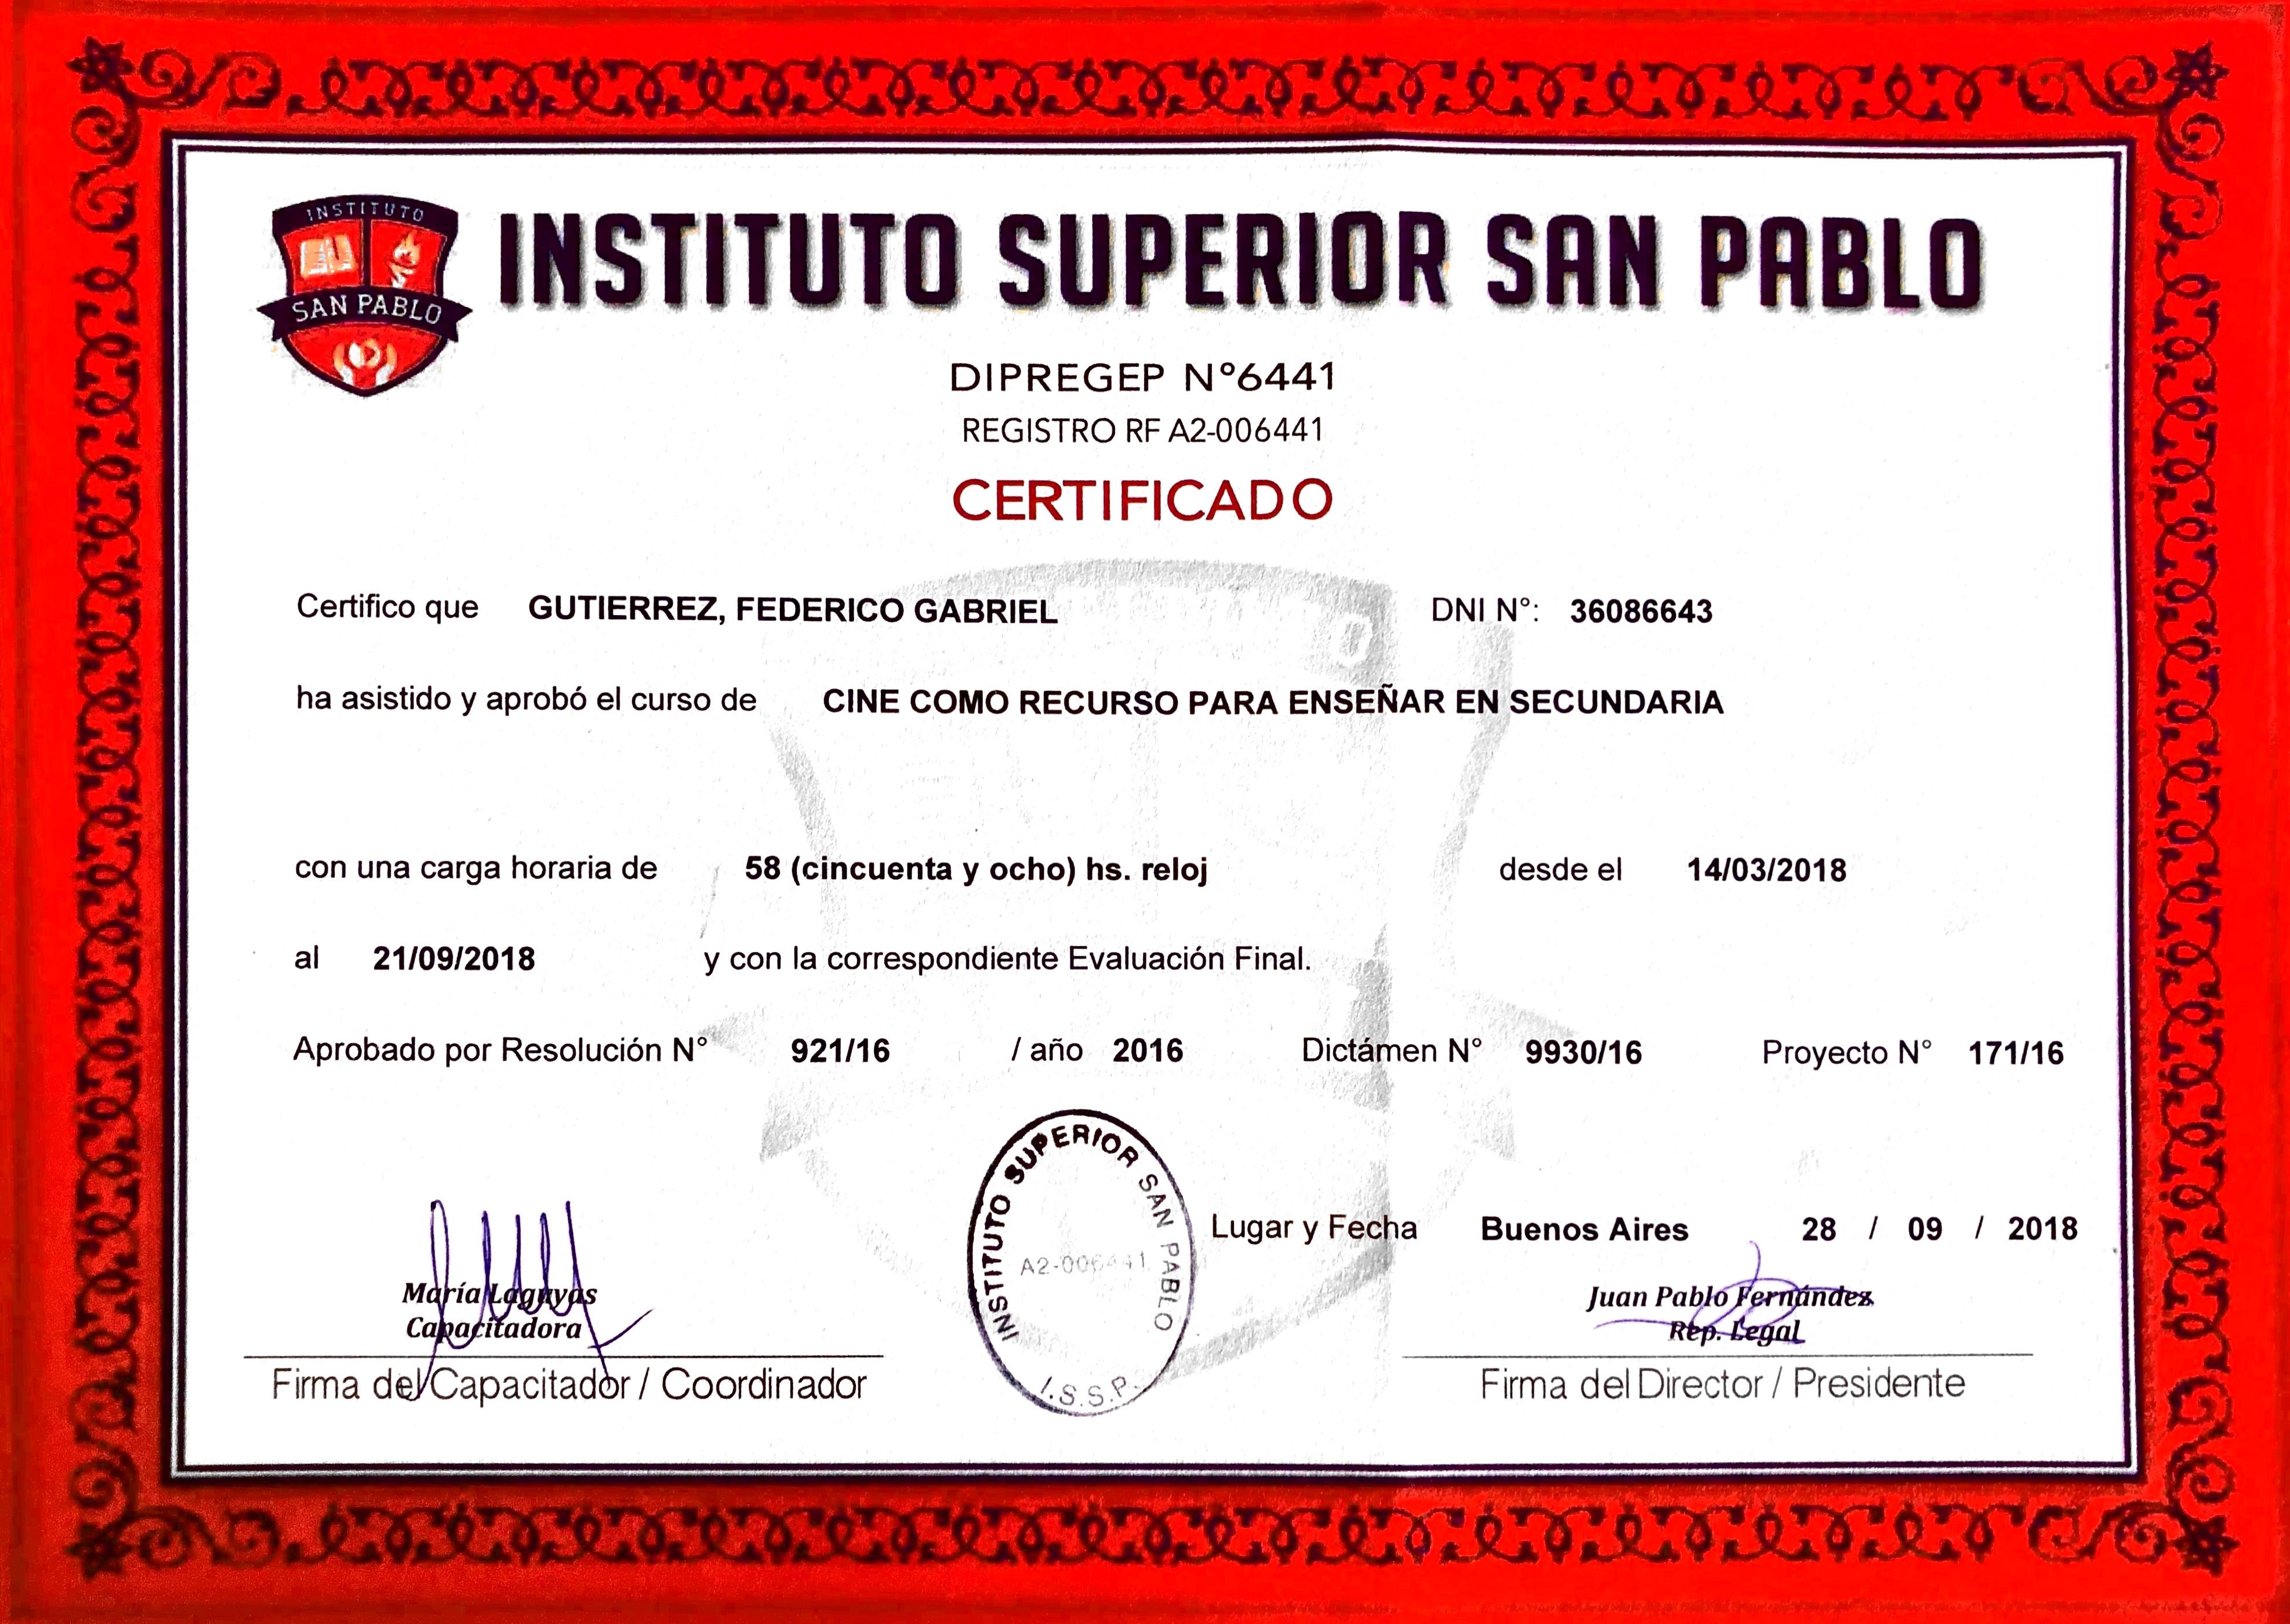 INSTITUTO
SAN PABLO
INSTITUTO SUPERIOR SAN PABLO
DIPREGEP N°6441
REGISTRO RF A2-006441
CERTIFICADO
Certifico que GUTIERREZ, FEDERICO GABRIEL DNI N°: 36086643
ha asistido y aprobó el curso de CINE COMO RECURSO PARA ENSEÑAR EN SECUNDARIA
con una carga horaria de 58 (cincuenta y ocho) hs. reloj desde el 14/03/2018
al 21/09/2018 y con la correspondiente Evaluación Final.
Aprobado por Resolución N° 921/16 / año 2016 Dictámen N° 9930/16 Proyecto N° 171/16
INSTITUTO SUPERIOR SAN PABLO
A2-006441
I.S.S.P.
Lugar y Fecha Buenos Aires 28 / 09 / 2018
María Laguyas
Capacitadora
Firma del Capacitador / Coordinador
Juan Pablo Fernández
Rep. Legal
Firma del Director / Presidente